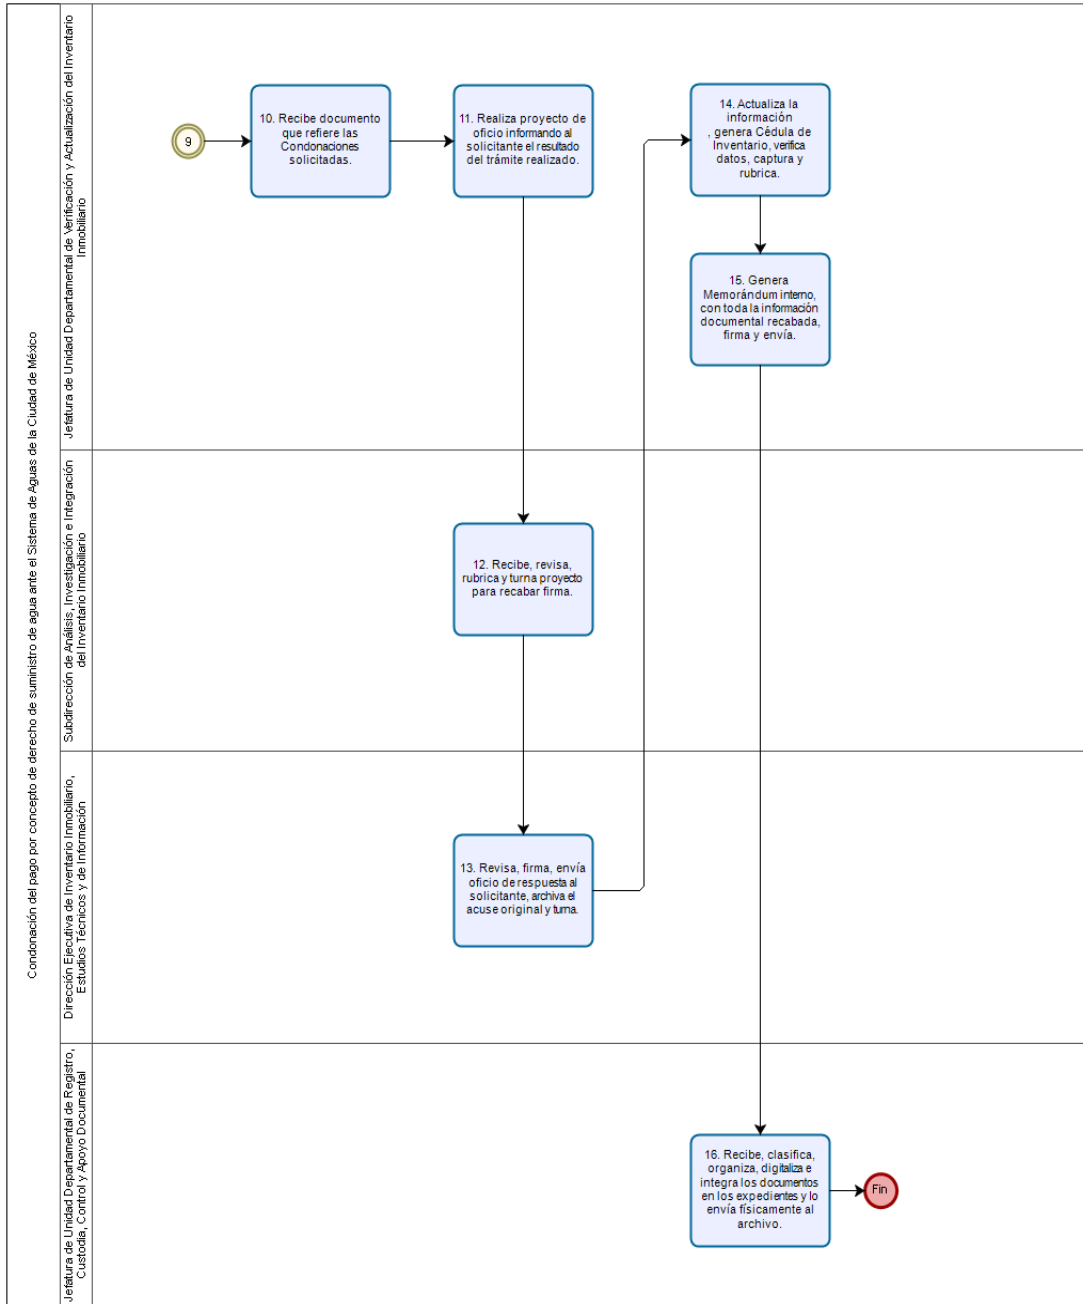 Condonación del pago por concepto de derecho de suministro de agua ante el Sistema de Aguas de la Ciudad de México
Jefatura de Unidad Departamental de Verificación y Actualización del Inventario
Inmobiliario
9
10. Recibe documento
que refiere las
Condonaciones
solicitadas.
11. Realiza proyecto de
oficio informando al
solicitante el resultado
del trámite realizado.
14. Actualiza la
información
, genera Cédula de
Inventario, verifica
datos, captura y
rubrica.
15. Genera
Memorándum interno,
con toda la información
documental recabada,
firma y envía.
Subdirección de Análisis, Investigación e Integración
del Inventario Inmobiliario
12. Recibe, revisa,
rubrica y turna proyecto
para recabar firma.
Dirección Ejecutiva de Inventario Inmobiliario,
Estudios Técnicos y de Información
13. Revisa, firma, envía
oficio de respuesta al
solicitante, archiva el
acuse original y turna.
Jefatura de Unidad Departamental de Registro,
Custodia, Control y Apoyo Documental
16. Recibe, clasifica,
organiza, digitaliza e
integra los documentos
en los expedientes y lo
envía físicamente al
archivo.
Fin